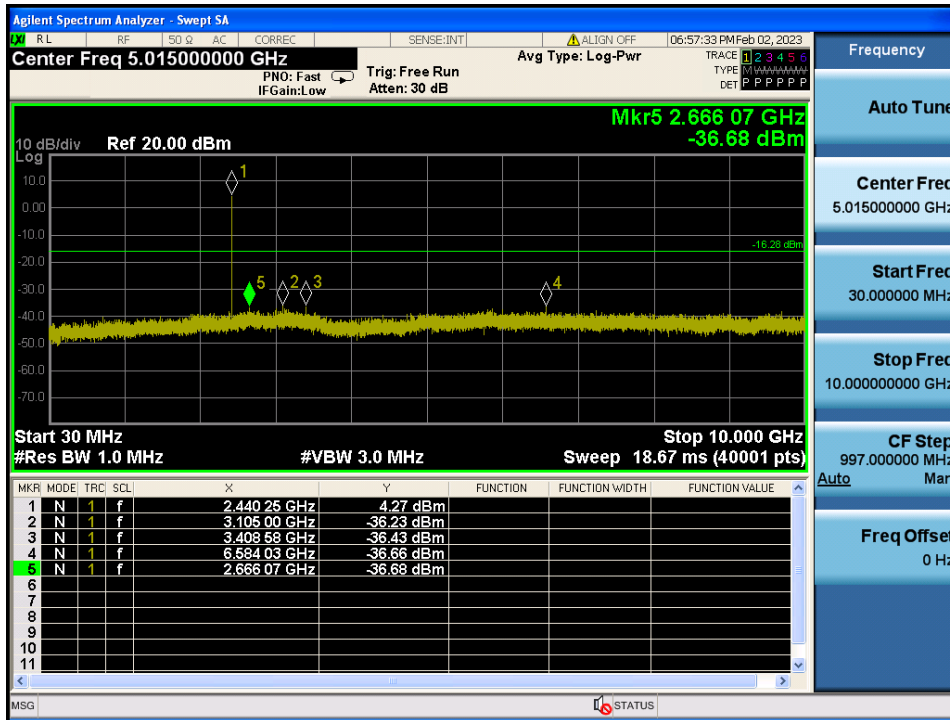 Agilent Spectrum Analyzer - Swept SA
LXI RL RF 50 Ω AC CORREC SENSE:INT ALIGN OFF 06:57:33 PM Feb 02, 2023
Center Freq 5.015000000 GHz
PNO: Fast
IFGain:Low
Trig: Free Run
Atten: 30 dB
Avg Type: Log-Pwr
TRACE 1 2 3 4 5 6
TYPE M W W W W W
DET P P P P P P
Mkr5 2.666 07 GHz
-36.68 dBm
10 dB/div
Log
Ref 20.00 dBm
10.0
0.00
-10.0
-20.0
-30.0
-40.0
-50.0
-60.0
-70.0
-16.28 dBm
1
5
2
3
4
Start 30 MHz
Stop 10.000 GHz
#Res BW 1.0 MHz
#VBW 3.0 MHz
Sweep 18.67 ms (40001 pts)
MKR MODE TRC SCL X Y FUNCTION FUNCTION WIDTH FUNCTION VALUE
1 N 1 f 2.440 25 GHz 4.27 dBm
2 N 1 f 3.105 00 GHz -36.23 dBm
3 N 1 f 3.408 58 GHz -36.43 dBm
4 N 1 f 6.584 03 GHz -36.66 dBm
5 N 1 f 2.666 07 GHz -36.68 dBm
6
7
8
9
10
11
MSG
STATUS
Frequency
Auto Tune
Center Freq
5.015000000 GHz
Start Freq
30.000000 MHz
Stop Freq
10.000000000 GHz
CF Step
997.000000 MHz
Auto Man
Freq Offset
0 Hz